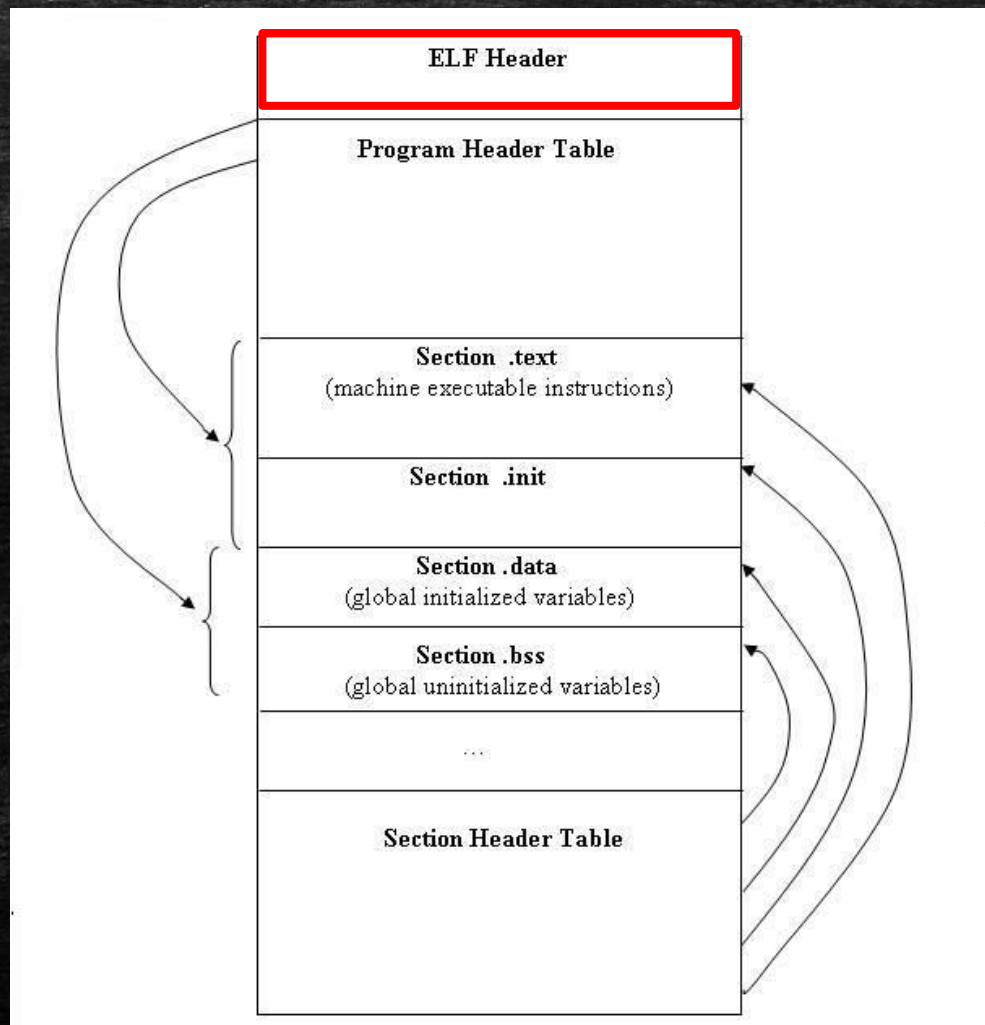 ELF Header
Program Header Table
Section .text
(machine executable instructions)
Section .init
Section .data
(global initialized variables)
Section .bss
(global uninitialized variables)
...
Section Header Table